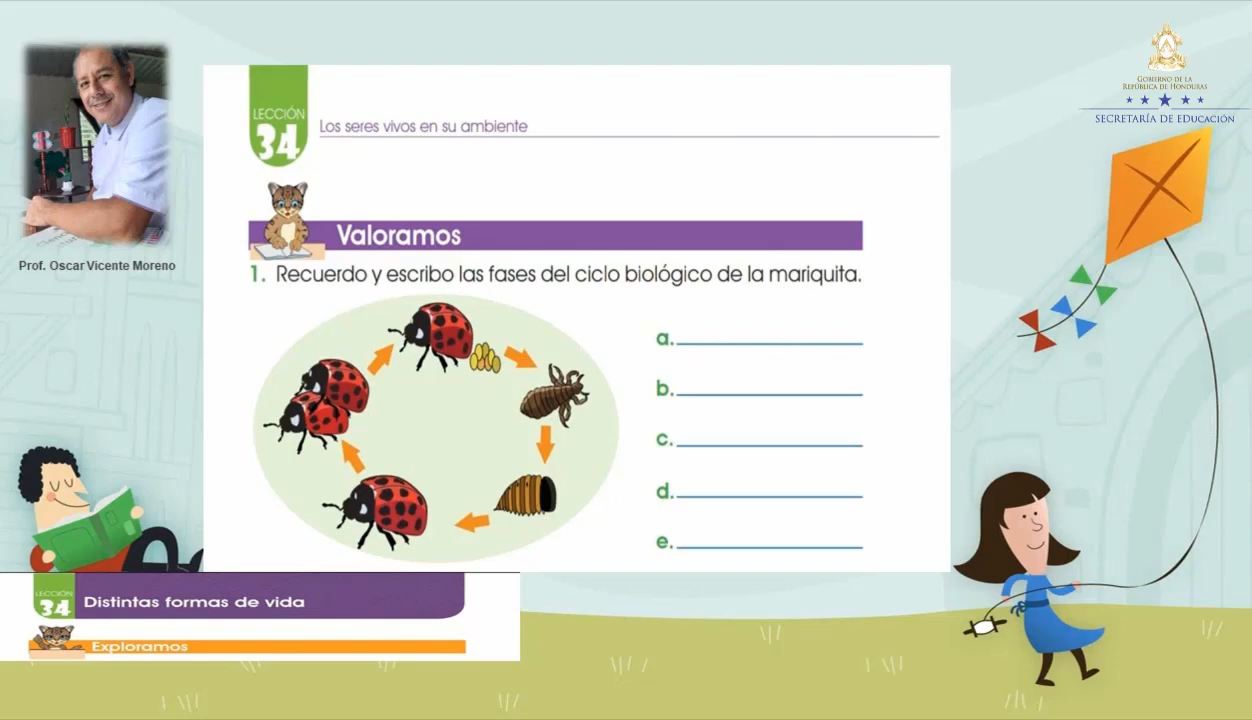 GOBIERNO DE LA
REPÚBLICA DE HONDURAS
SECRETARÍA DE EDUCACIÓN
Prof. Oscar Vicente Moreno
LECCIÓN
34
Los seres vivos en su ambiente
Valoramos
1. Recuerdo y escribo las fases del ciclo biológico de la mariquita.
a.
b.
c.
d.
e.
LECCIÓN
34
Distintas formas de vida
Exploramos